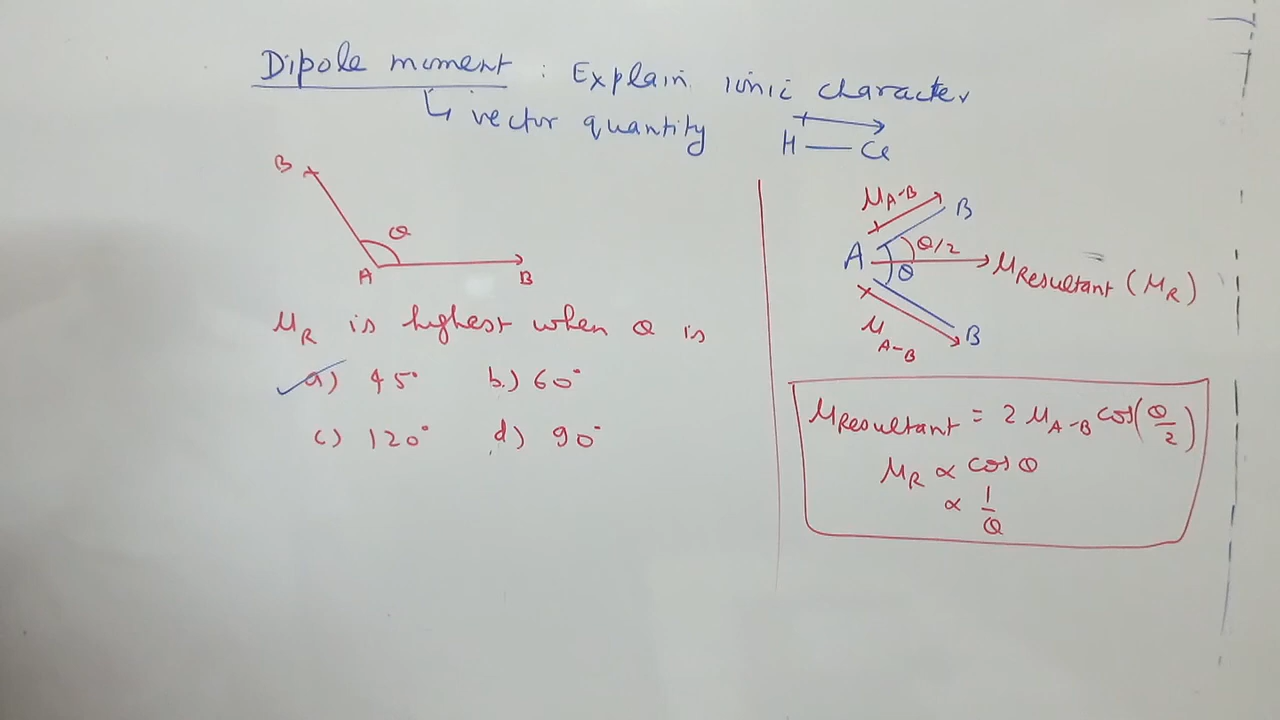 Dipole moment : Explain ionic character
↳ vector quantity
H — Cl
B
θ
A
B
μR is highest when θ is
a) 45° b.) 60°
c) 120° d) 90°
μA-B
B
θ/2
A
θ
μResultant (μR)
μA-B
B
μResultant = 2 μA-B cos(θ/2)
μR ∝ cos θ
∝ 1/θ